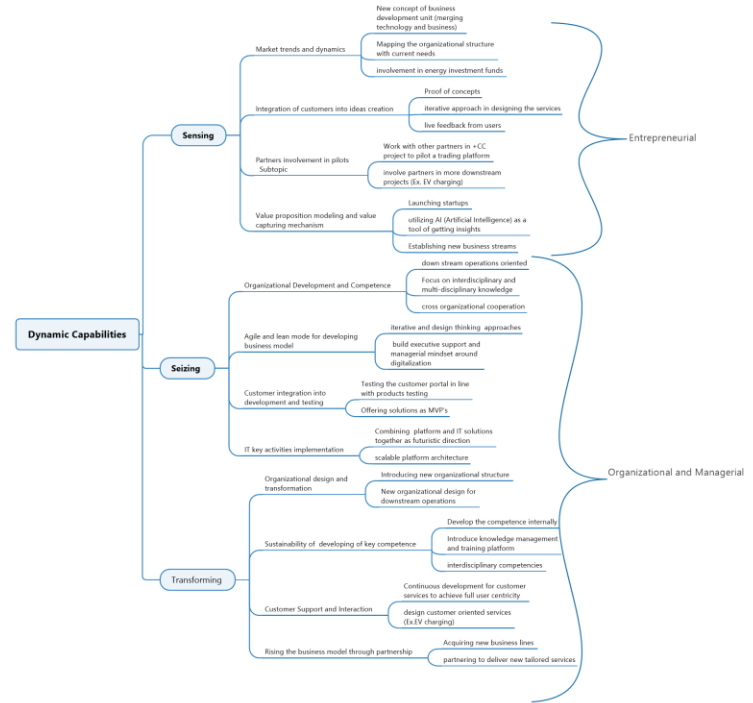 Dynamic Capabilities
Sensing
Market trends and dynamics
New concept of business
development unit (merging
technology and business)
Mapping the organizational structure
with current needs
involvement in energy investment funds
Integration of customers into ideas creation
Proof of concepts
iterative approach in designing the services
live feedback from users
Partners involvement in pilots
Subtopic
Work with other partners in +CC
project to pilot a trading platform
involve partners in more downstream
projects (Ex. EV charging)
Value proposition modeling and value
capturing mechanism
Launching startups
utilizing AI (Artificial Intelligence) as a
tool of getting insights
Establishing new business streams
Entrepreneurial
Seizing
Organizational Development and Competence
down stream operations oriented
Focus on interdisciplinary and
multi-disciplinary knowledge
cross organizational cooperation
Agile and lean mode for developing
business model
iterative and design thinking approaches
build executive support and
managerial mindset around
digitalization
Customer integration into
development and testing
Testing the customer portal in line
with products testing
Offering solutions as MVP's
IT key activities implementation
Combining platform and IT solutions
together as futuristic direction
scalable platform architecture
Transforming
Organizational design and
transformation
Introducing new organizational structure
New organizational design for
downstream operations
Sustainability of developing of key competence
Develop the competence internally
Introduce knowledge management
and training platform
interdisciplinary competencies
Customer Support and Interaction
Continuous development for customer
services to achieve full user centricity
design customer oriented services
(Ex.EV charging)
Rising the business model through partnership
Acquiring new business lines
partnering to deliver new tailored services
Organizational and Managerial